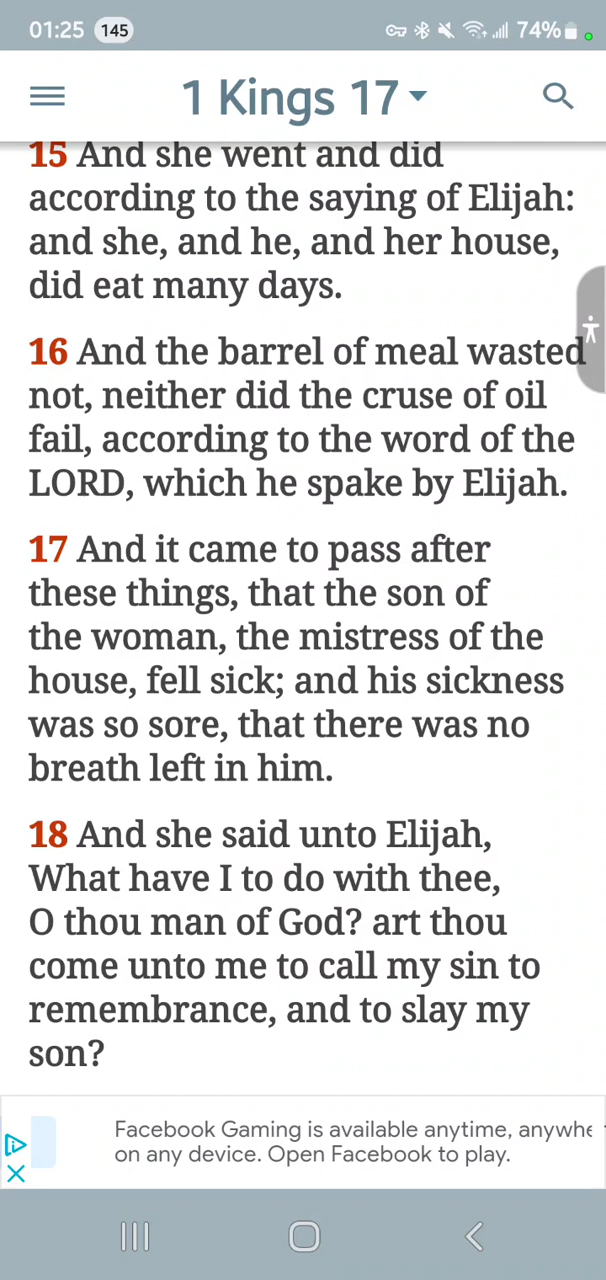 01:25 145 74%
1 Kings 17
15 And she went and did
according to the saying of Elijah:
and she, and he, and her house,
did eat many days.
16 And the barrel of meal wasted
not, neither did the cruse of oil
fail, according to the word of the
LORD, which he spake by Elijah.
17 And it came to pass after
these things, that the son of
the woman, the mistress of the
house, fell sick; and his sickness
was so sore, that there was no
breath left in him.
18 And she said unto Elijah,
What have I to do with thee,
O thou man of God? art thou
come unto me to call my sin to
remembrance, and to slay my
son?
Facebook Gaming is available anytime, anywhe
on any device. Open Facebook to play.